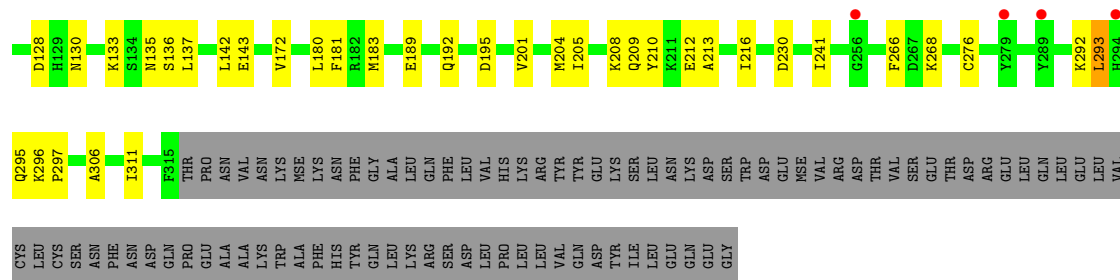 D128 H129 N130 K133 S134 N135 S136 L137 L142 E143 V172 L180 F181 R182 M183 E189 Q192 D195 V201 M204 I205 K208 Q209 Y210 K211 E212 A213 I216 D230 I241 G256 F266 D267 K268 C276 Y279 Y289 K292 L293 H294
Q295 K296 P297 A306 I311 F315 THR PRO ASN VAL ASN LYS MSE LYS ASN PHE GLY ALA LEU GLN PHE LEU VAL HIS LYS ARG TYR TYR GLU LYS SER LEU ASN LYS ASP SER TRP ASP GLU MSE VAL ARG ASP THR VAL SER GLU THR ASP ARG GLU LEU GLN LEU GLU LEU VAL
CYS LEU CYS SER ASN PHE ASN ASP GLN PRO GLU ALA ALA LYS TRP ALA PHE HIS TYR GLN LEU LYS ARG SER ASP LEU PRO LEU LEU VAL GLN ASP TYR ILE LEU GLU GLN GLU GLY